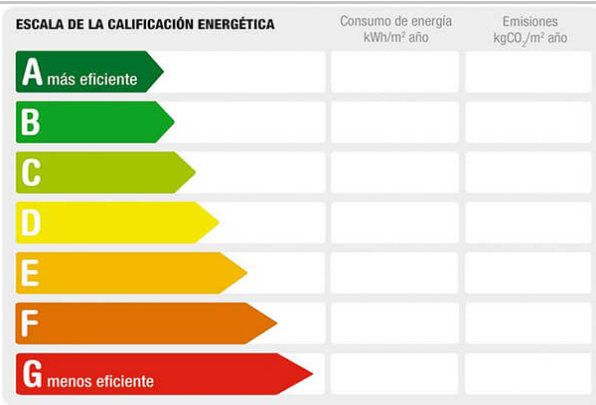 ESCALA DE LA CALIFICACIÓN ENERGÉTICA
Consumo de energía
kWh/m² año
Emisiones
kgCO₂/m² año
A más eficiente
B
C
D
E
F
G menos eficiente